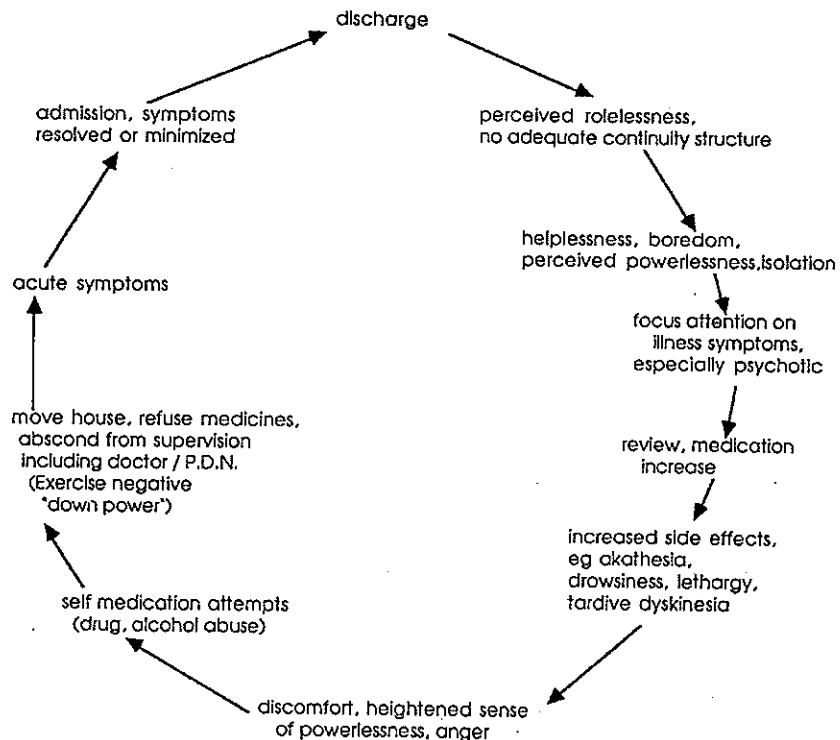 discharge
perceived rolelessness,
no adequate continuity structure
helplessness, boredom,
perceived powerlessness,isolation
focus attention on
illness symptoms,
especially psychotic
review, medication
increase
increased side effects,
eg akathesia,
drowsiness, lethargy,
tardive dyskinesia
discomfort, heightened sense
of powerlessness, anger
self medication attempts
(drug, alcohol abuse)
move house, refuse medicines,
abscond from supervision
including doctor / P.D.N.
(Exercise negative
"down power")
acute symptoms
admission, symptoms
resolved or minimized